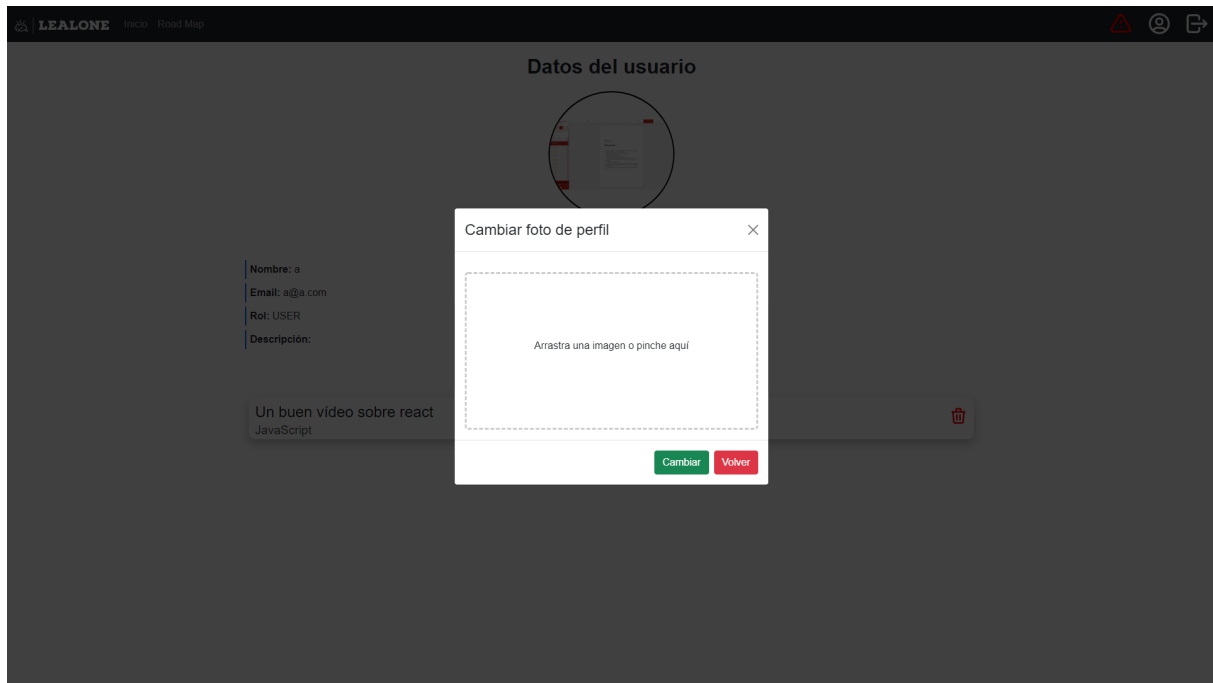 LEALONE Inicio Road Map
Datos del usuario
Cambiar foto de perfil
Nombre: a
Email: a@a.com
Rol: USER
Descripción:
Arrastra una imagen o pinche aquí
Un buen vídeo sobre react
JavaScript
Cambiar Volver